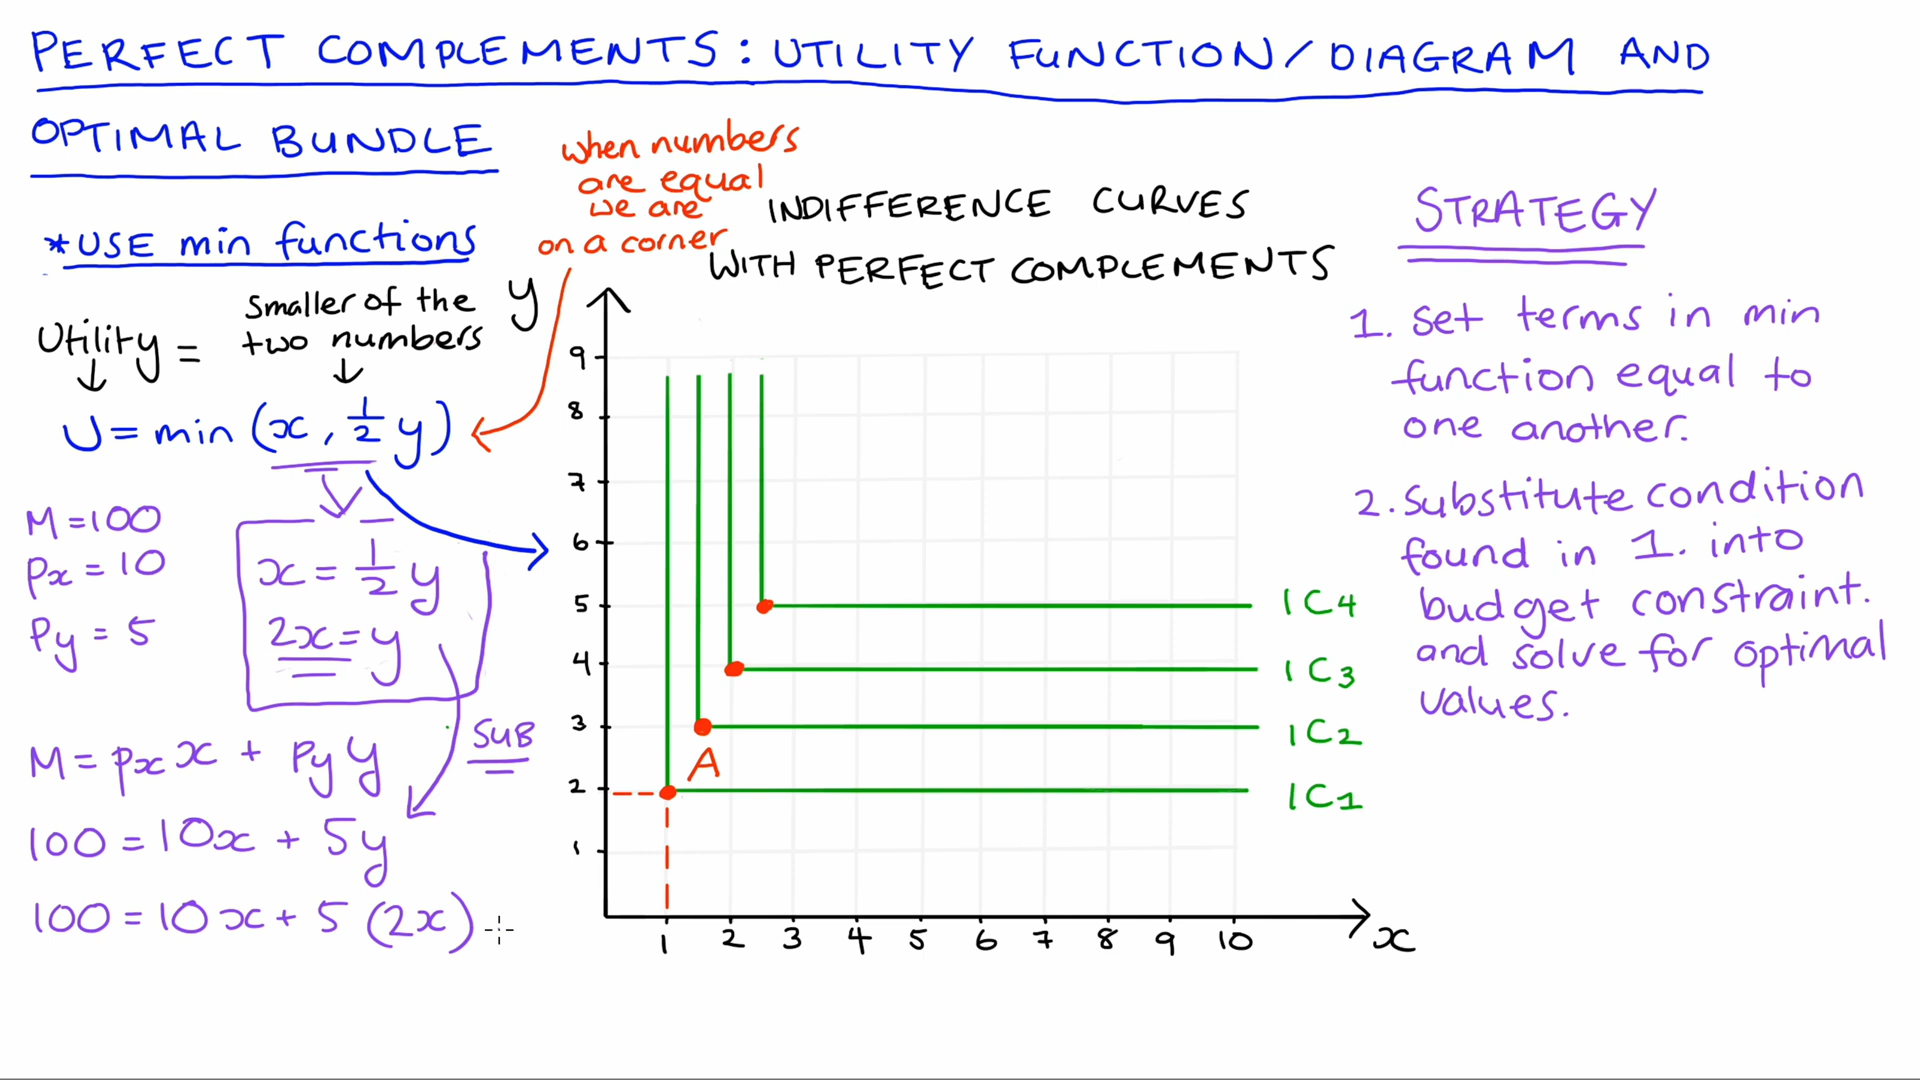 PERFECT COMPLEMENTS: UTILITY FUNCTION/DIAGRAM AND
OPTIMAL BUNDLE
*USE min functions
Utility = smaller of the
two numbers
U = min (x, 1/2 y)
when numbers
are equal
we are
on a corner
M = 100
Px = 10
Py = 5
x = 1/2 y
2x = y
SUB
M = Px x + Py y
100 = 10x + 5y
100 = 10x + 5 (2x)
INDIFFERENCE CURVES
WITH PERFECT COMPLEMENTS
y
9
8
7
6
5
4
3
2
1
A
IC4
IC3
IC2
IC1
1 2 3 4 5 6 7 8 9 10 x
STRATEGY
1. Set terms in min
function equal to
one another.
2. Substitute condition
found in 1. into
budget constraint.
and solve for optimal
values.